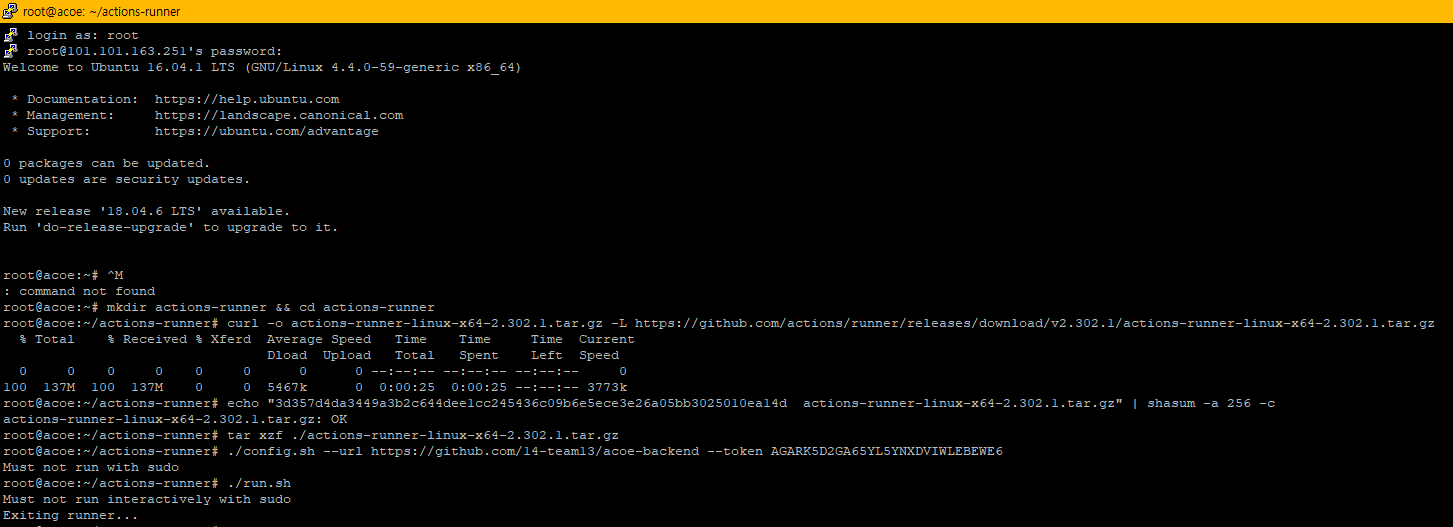 root@acoe: ~/actions-runner
login as: root
root@101.101.163.251's password:
Welcome to Ubuntu 16.04.1 LTS (GNU/Linux 4.4.0-59-generic x86_64)
* Documentation:  https://help.ubuntu.com
* Management:     https://landscape.canonical.com
* Support:        https://ubuntu.com/advantage
0 packages can be updated.
0 updates are security updates.
New release '18.04.6 LTS' available.
Run 'do-release-upgrade' to upgrade to it.
root@acoe:~# ^M
: command not found
root@acoe:~# mkdir actions-runner && cd actions-runner
root@acoe:~/actions-runner# curl -o actions-runner-linux-x64-2.302.1.tar.gz -L https://github.com/actions/runner/releases/download/v2.302.1/actions-runner-linux-x64-2.302.1.tar.gz
% Total    % Received % Xferd  Average Speed   Time    Time     Time  Current
Dload  Upload   Total   Spent    Left  Speed
0     0    0     0    0     0      0      0 --:--:-- --:--:-- --:--:--     0
100  137M  100  137M    0     0  5467k      0  0:00:25  0:00:25 --:--:-- 3773k
root@acoe:~/actions-runner# echo "3d357d4da3449a3b2c644dee1cc245436c09b6e5ece3e26a05bb3025010ea14d  actions-runner-linux-x64-2.302.1.tar.gz" | shasum -a 256 -c
actions-runner-linux-x64-2.302.1.tar.gz: OK
root@acoe:~/actions-runner# tar xzf ./actions-runner-linux-x64-2.302.1.tar.gz
root@acoe:~/actions-runner# ./config.sh --url https://github.com/14-team13/acoe-backend --token AGARK5D2GA65YL5YNXDVIWLEBEWE6
Must not run with sudo
root@acoe:~/actions-runner# ./run.sh
Must not run interactively with sudo
Exiting runner...
root@acoe:~/actions-runner#